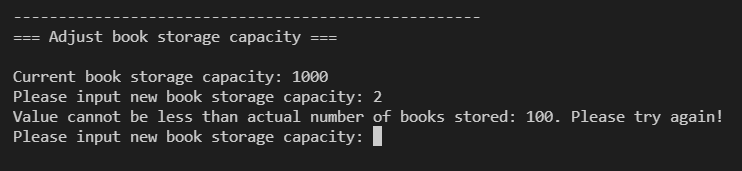 ----------------------------------------------------
=== Adjust book storage capacity ===
Current book storage capacity: 1000
Please input new book storage capacity: 2
Value cannot be less than actual number of books stored: 100. Please try again!
Please input new book storage capacity: